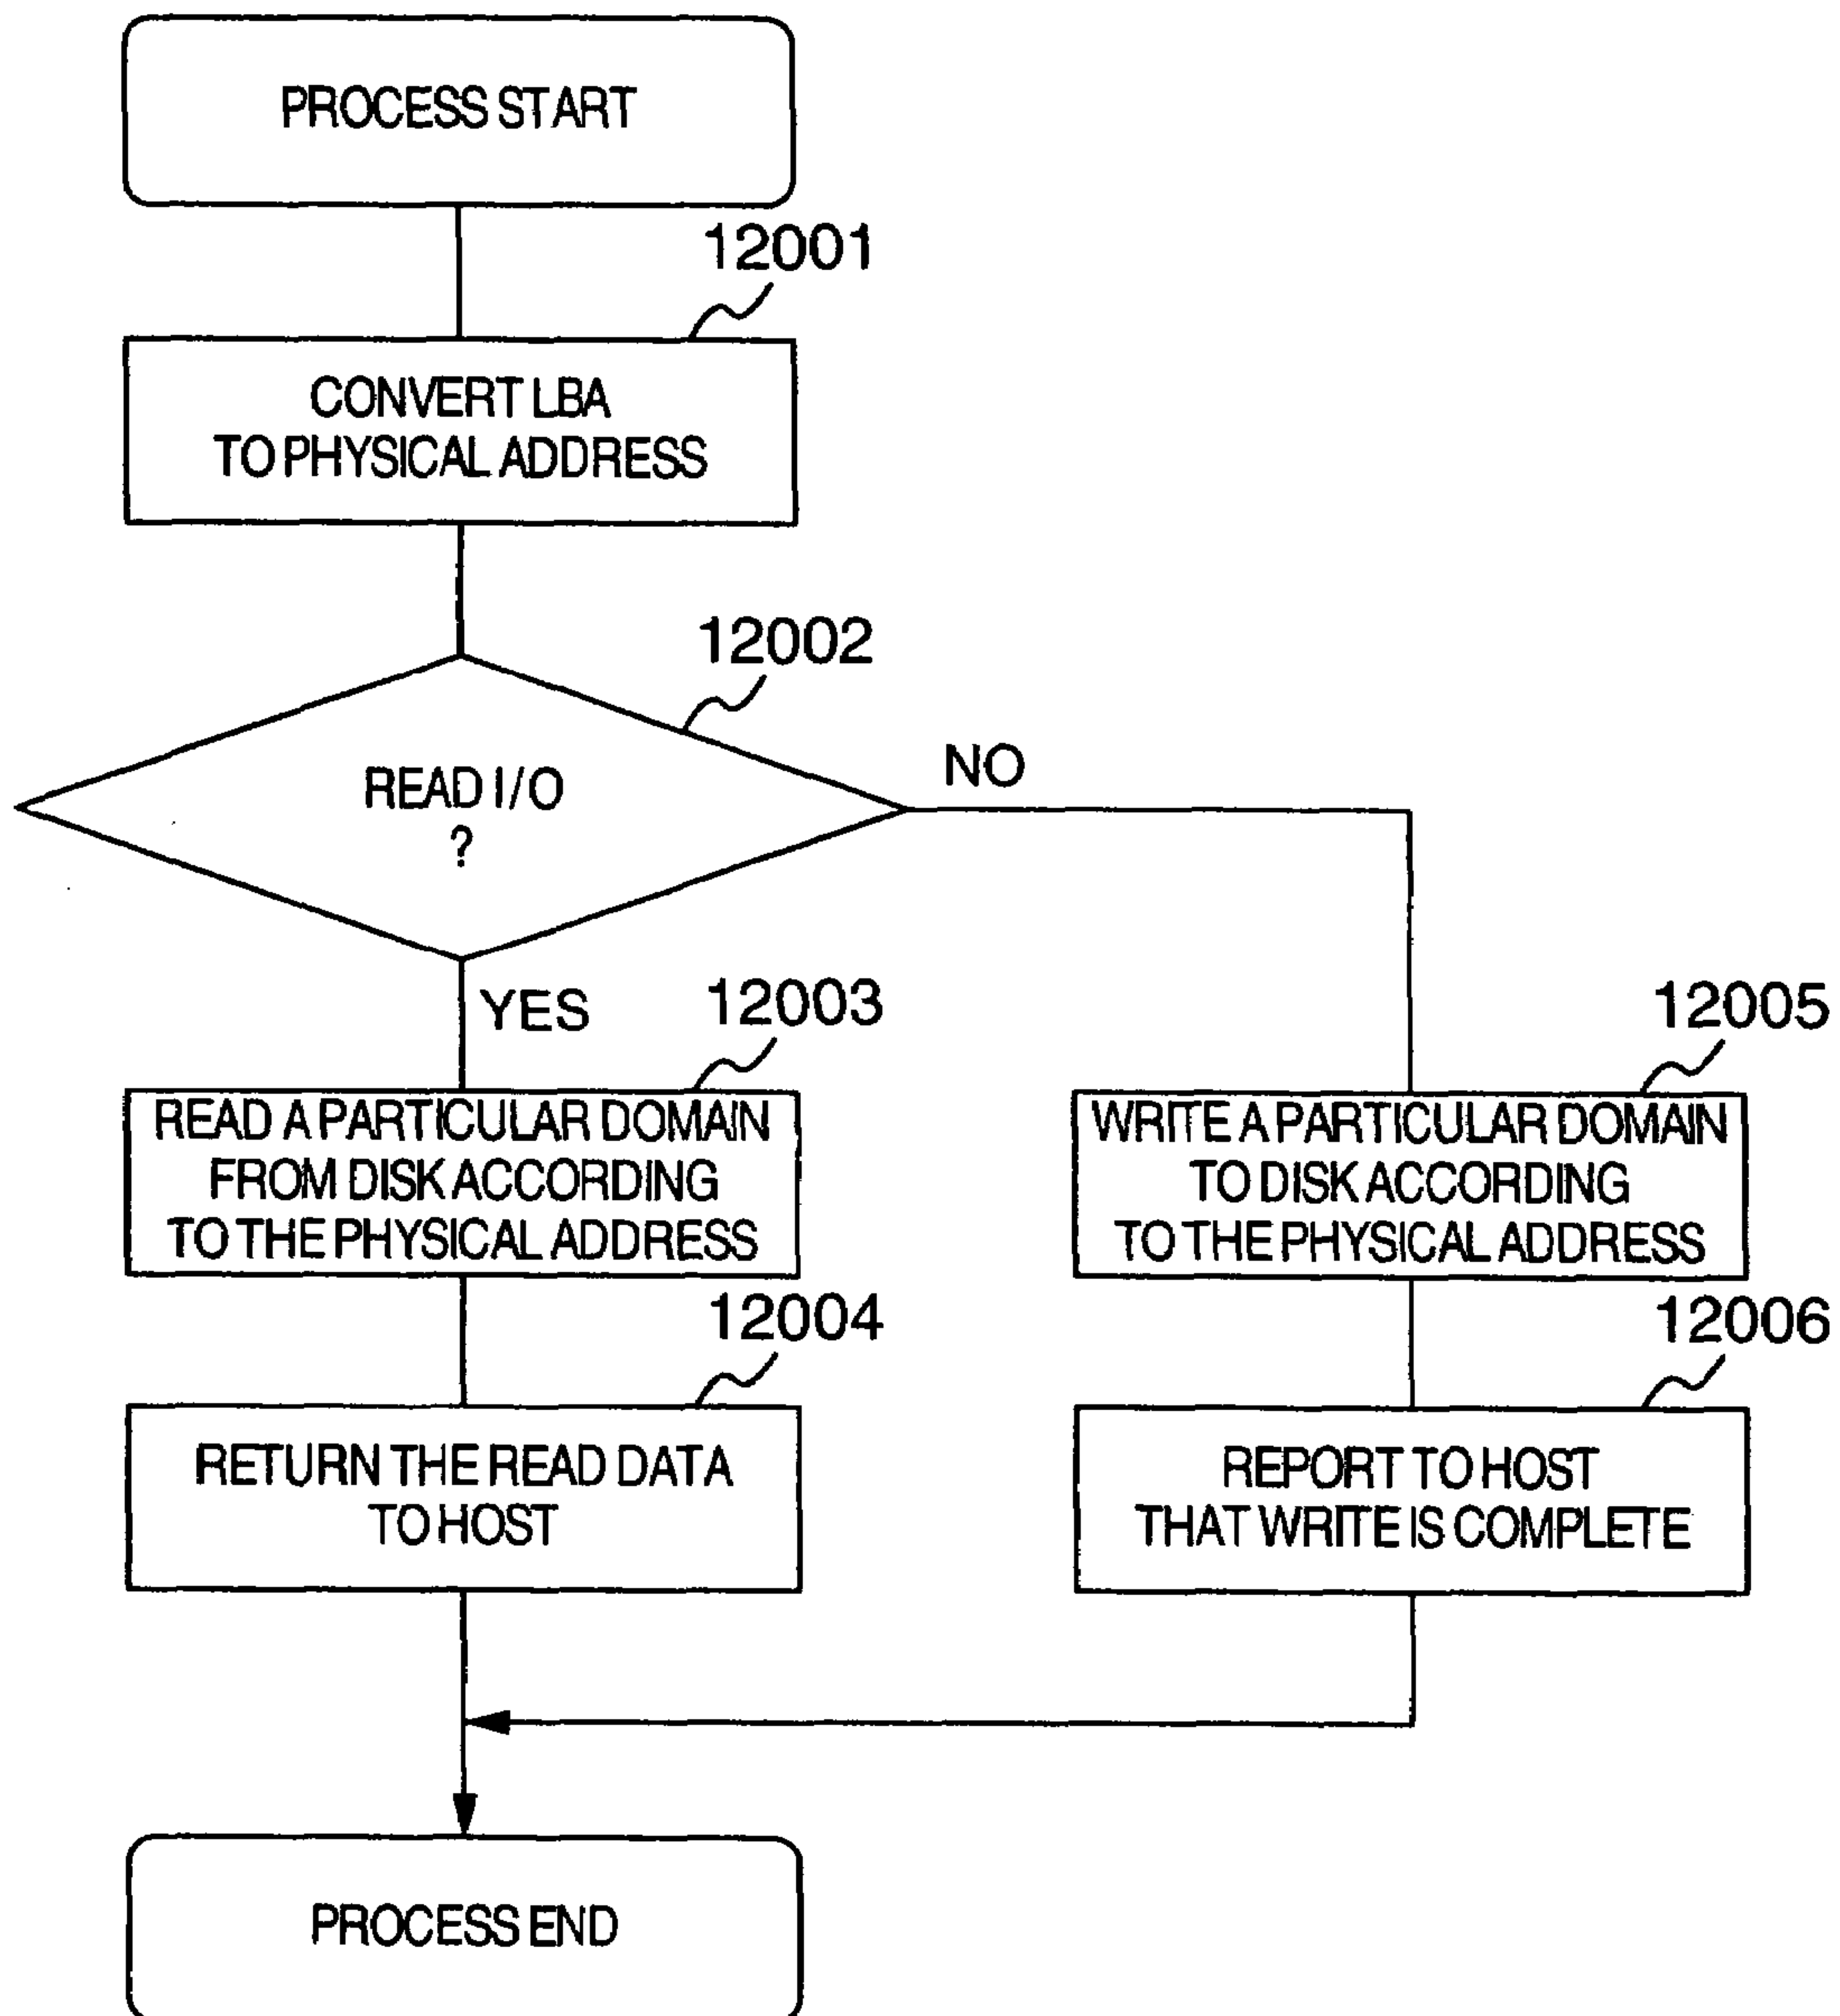 PROCESS START
12001
CONVERT LBA
TO PHYSICAL ADDRESS
12002
READ I/O
?
NO
YES
12003
READ A PARTICULAR DOMAIN
FROM DISK ACCORDING
TO THE PHYSICAL ADDRESS
12005
WRITE A PARTICULAR DOMAIN
TO DISK ACCORDING
TO THE PHYSICAL ADDRESS
12004
RETURN THE READ DATA
TO HOST
12006
REPORT TO HOST
THAT WRITE IS COMPLETE
PROCESS END